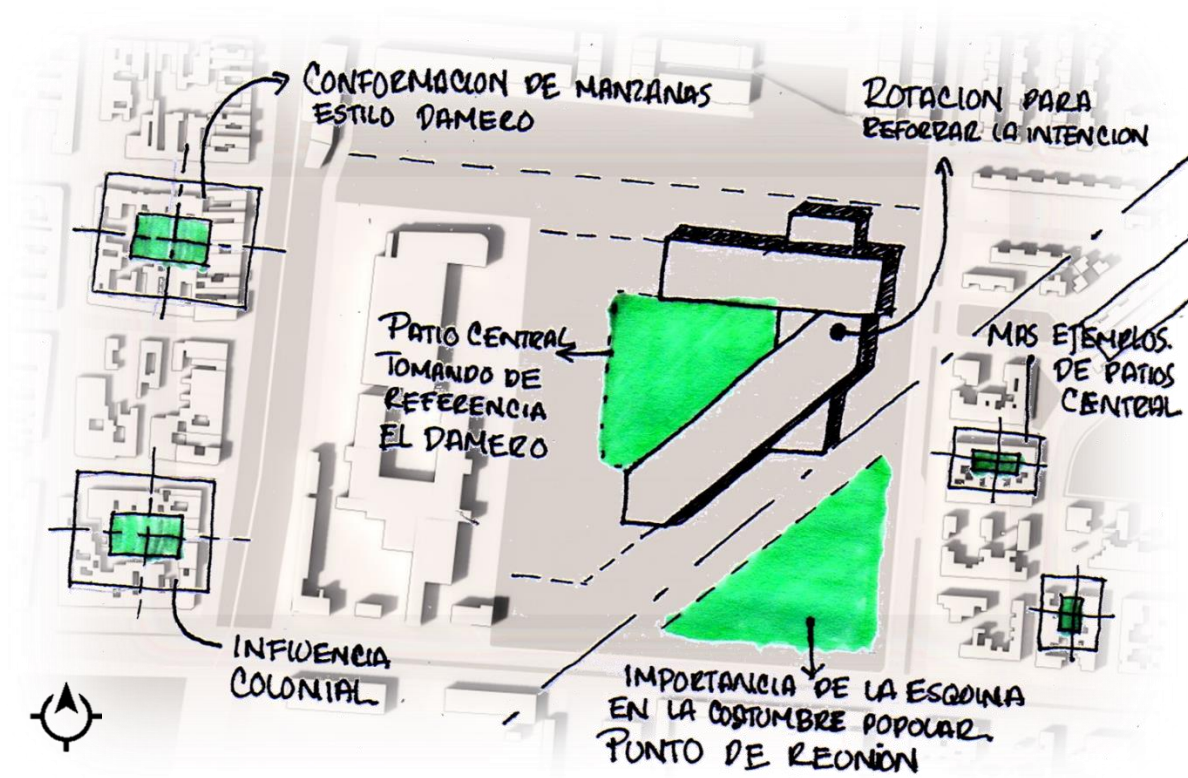 CONFORMACION DE MANZANAS
ESTILO DAMERO
ROTACION PARA
REFORRAR LA INTENCION
PATIO CENTRAL
TOMANDO DE
REFERENCIA
EL DAMERO
MAS EJEMPLOS.
DE PATIOS
CENTRAL
INFLUENCIA
COLONIAL
IMPORTANCIA DE LA ESQUINA
EN LA COSTUMBRE POPULAR.
PUNTO DE REUNION